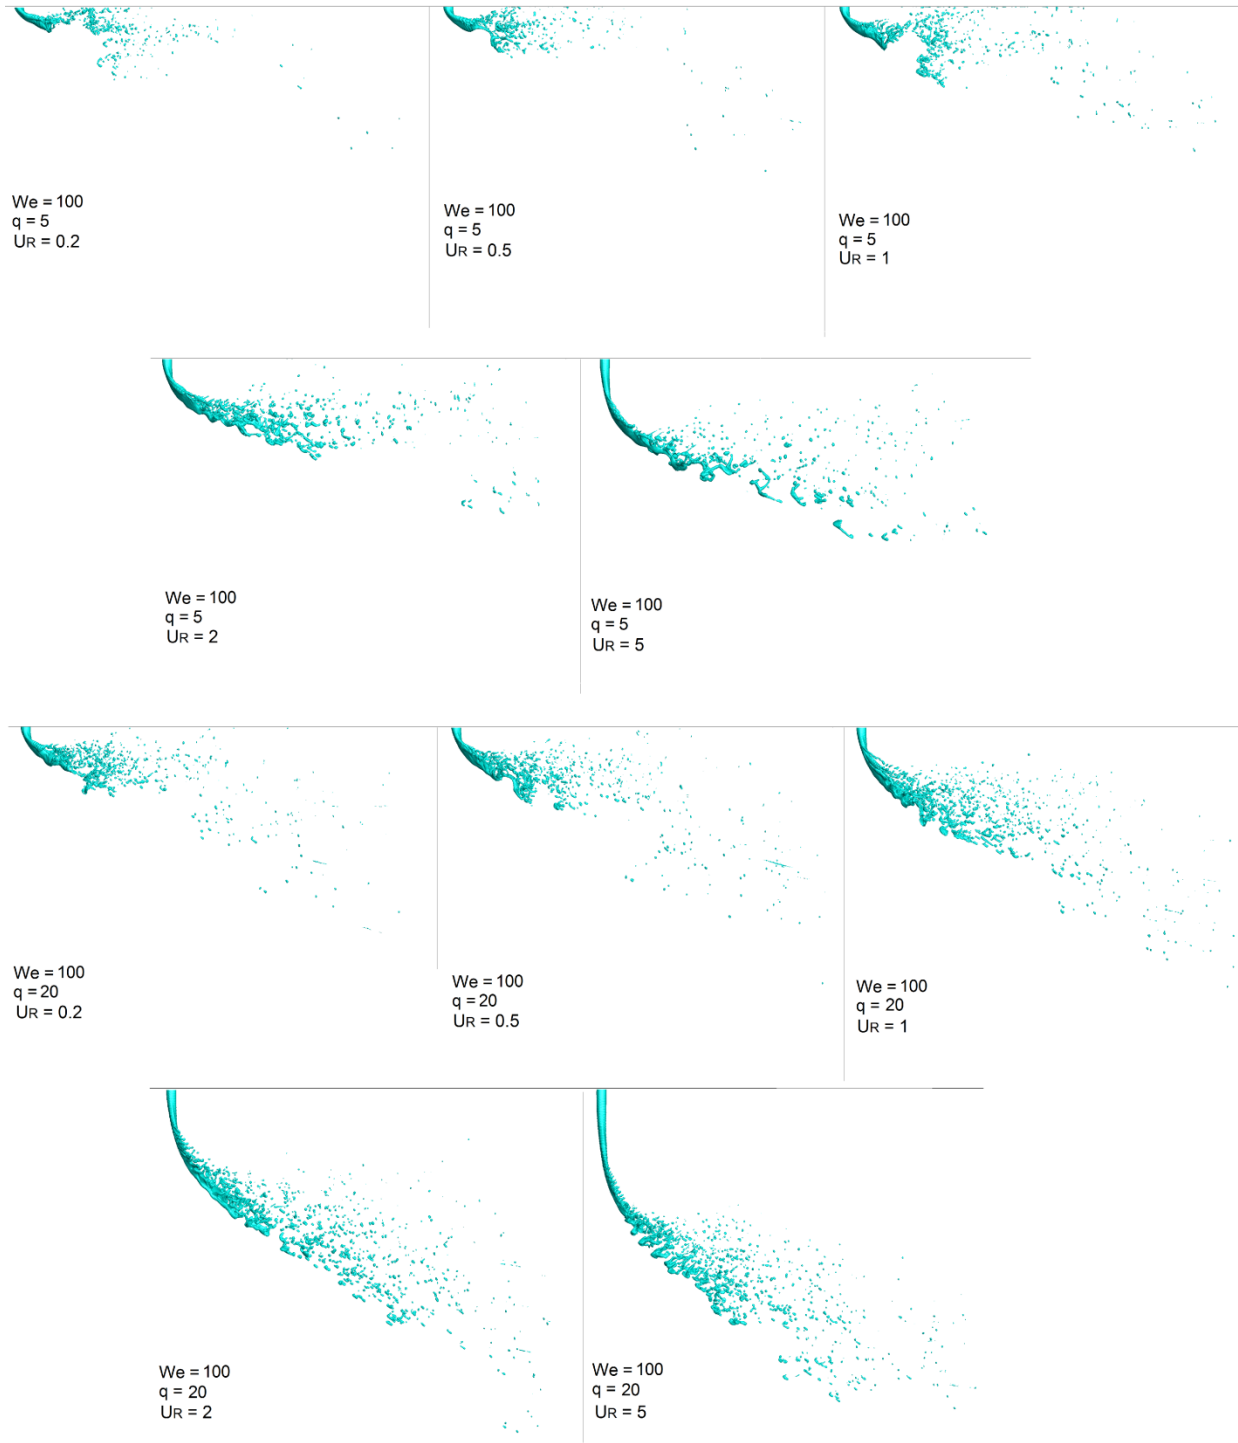 We = 100
q = 5
UR = 0.2
We = 100
q = 5
UR = 0.5
We = 100
q = 5
UR = 1
We = 100
q = 5
UR = 2
We = 100
q = 5
UR = 5
We = 100
q = 20
UR = 0.2
We = 100
q = 20
UR = 0.5
We = 100
q = 20
UR = 1
We = 100
q = 20
UR = 2
We = 100
q = 20
UR = 5